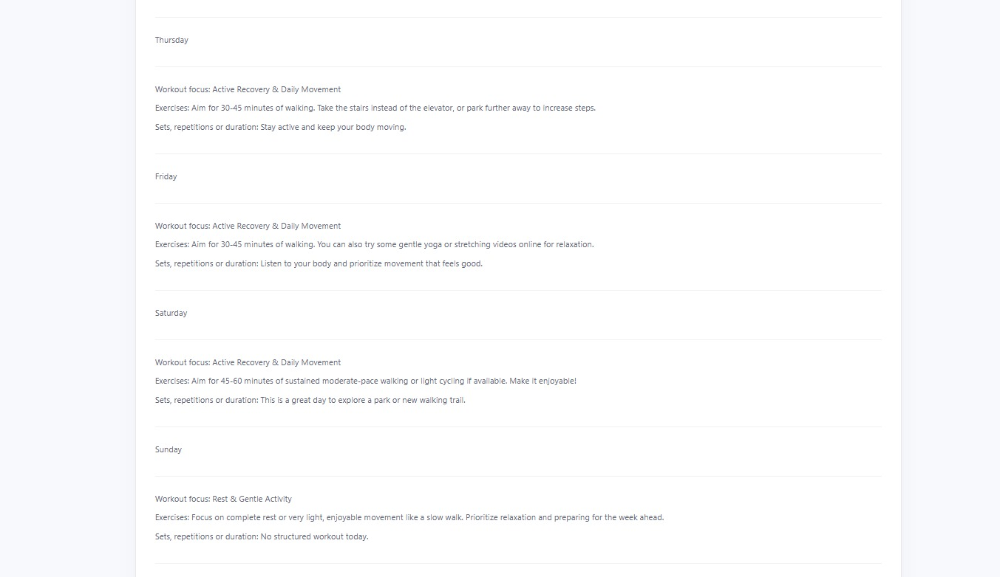 Thursday
Workout focus: Active Recovery & Daily Movement
Exercises: Aim for 30-45 minutes of walking. Take the stairs instead of the elevator, or park further away to increase steps.
Sets, repetitions or duration: Stay active and keep your body moving.
Friday
Workout focus: Active Recovery & Daily Movement
Exercises: Aim for 30-45 minutes of walking. You can also try some gentle yoga or stretching videos online for relaxation.
Sets, repetitions or duration: Listen to your body and prioritize movement that feels good.
Saturday
Workout focus: Active Recovery & Daily Movement
Exercises: Aim for 45-60 minutes of sustained moderate-pace walking or light cycling if available. Make it enjoyable!
Sets, repetitions or duration: This is a great day to explore a park or new walking trail.
Sunday
Workout focus: Rest & Gentle Activity
Exercises: Focus on complete rest or very light, enjoyable movement like a slow walk. Prioritize relaxation and preparing for the week ahead.
Sets, repetitions or duration: No structured workout today.